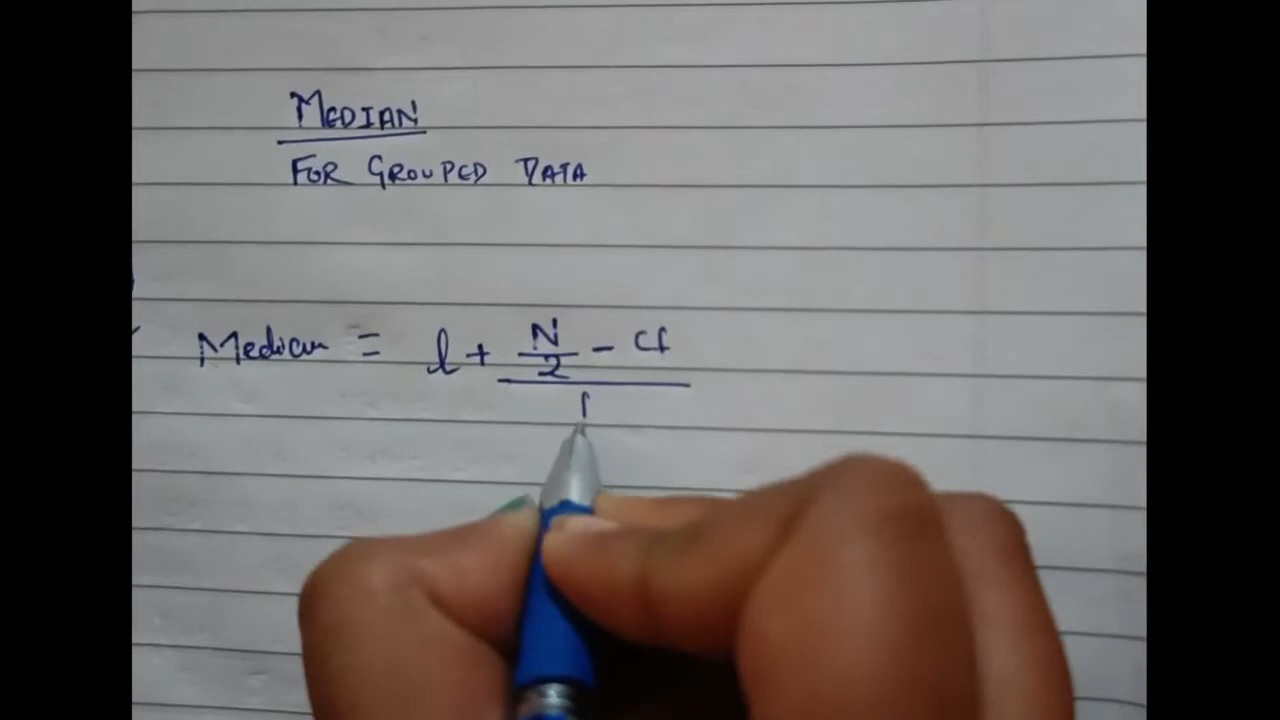 MEDIAN
FOR GROUPED DATA
Median = l + N/2 - cf
f